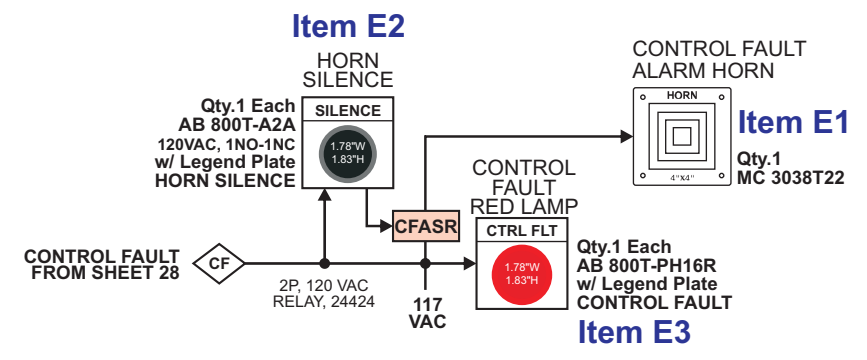 Item E2
HORN
SILENCE
Qty.1 Each
AB 800T-A2A
120VAC, 1NO-1NC
w/ Legend Plate
HORN SILENCE
SILENCE
1.78"W
1.83"H
CONTROL FAULT
ALARM HORN
HORN
4"X4"
Item E1
Qty.1
MC 3038T22
CONTROL
FAULT
RED LAMP
CFASR
CTRL FLT
1.78"W
1.83"H
Qty.1 Each
AB 800T-PH16R
w/ Legend Plate
CONTROL FAULT
Item E3
CONTROL FAULT
FROM SHEET 28
CF
2P, 120 VAC
RELAY, 24424
117
VAC